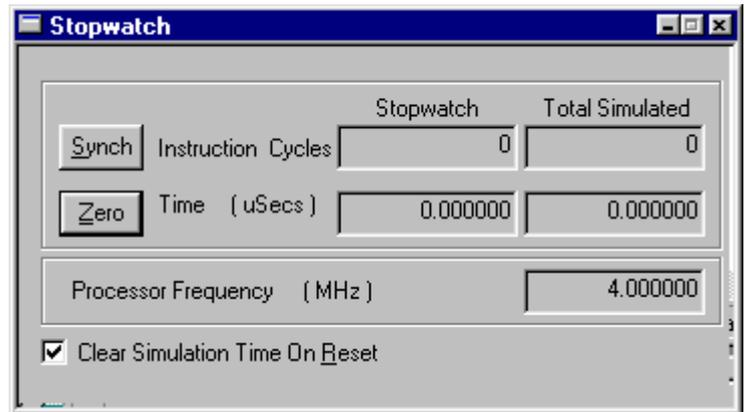 Stopwatch
Stopwatch Total Simulated
Synch Instruction Cycles 0 0
Zero Time ( uSecs ) 0.000000 0.000000
Processor Frequency ( MHz ) 4.000000
Clear Simulation Time On Reset